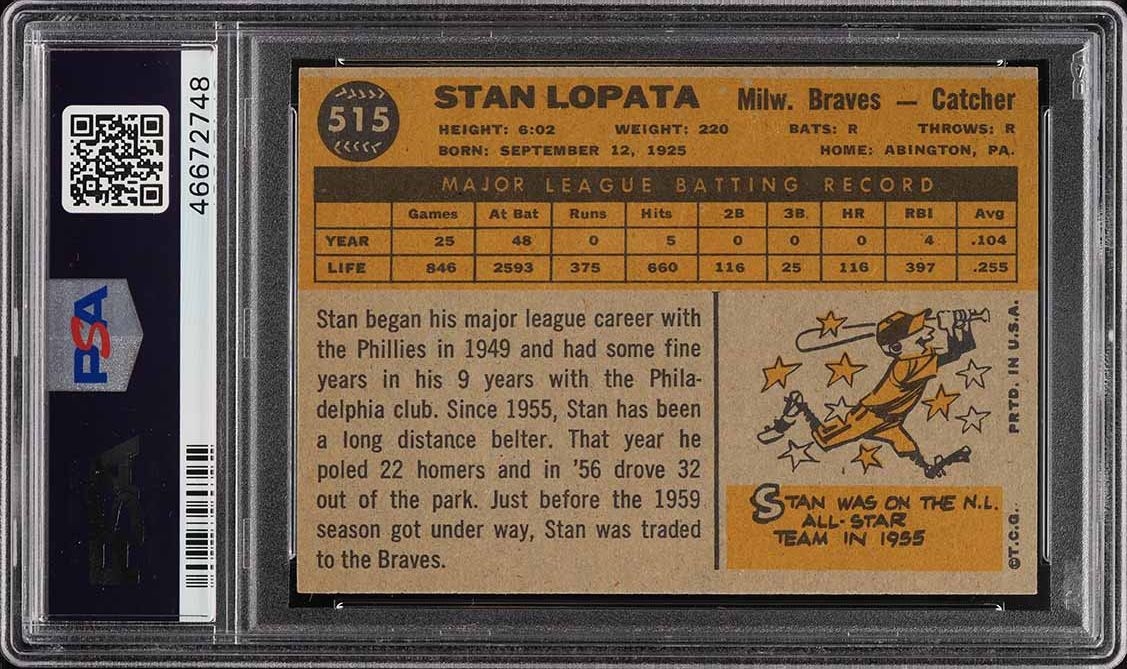 46672748
PSA
PSA
515
STAN LOPATA Milw. Braves — Catcher
HEIGHT: 6:02 WEIGHT: 220 BATS: R THROWS: R
BORN: SEPTEMBER 12, 1925 HOME: ABINGTON, PA.
MAJOR LEAGUE BATTING RECORD
Games At Bat Runs Hits 2B 3B. HR RBI Avg
YEAR 25 48 0 5 0 0 0 4 .104
LIFE 846 2593 375 660 116 25 116 397 .255
Stan began his major league career with
the Phillies in 1949 and had some fine
years in his 9 years with the Phila-
delphia club. Since 1955, Stan has been
a long distance belter. That year he
poled 22 homers and in '56 drove 32
out of the park. Just before the 1959
season got under way, Stan was traded
to the Braves.
STAN WAS ON THE N.L.
ALL-STAR
TEAM IN 1955
©T.C.G. PRTD. IN U.S.A.